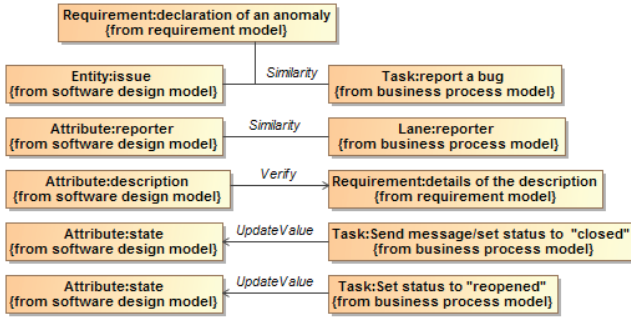 Requirement:declaration of an anomaly
{from requirement model}
Similarity
Entity:issue
{from software design model}
Task:report a bug
{from business process model}
Attribute:reporter
{from software design model}
Similarity
Lane:reporter
{from business process model}
Attribute:description
{from software design model}
Verify
Requirement:details of the description
{from requirement model}
Attribute:state
{from software design model}
UpdateValue
Task:Send message/set status to "closed"
{from business process model}
Attribute:state
{from software design model}
UpdateValue
Task:Set status to "reopened"
{from business process model}